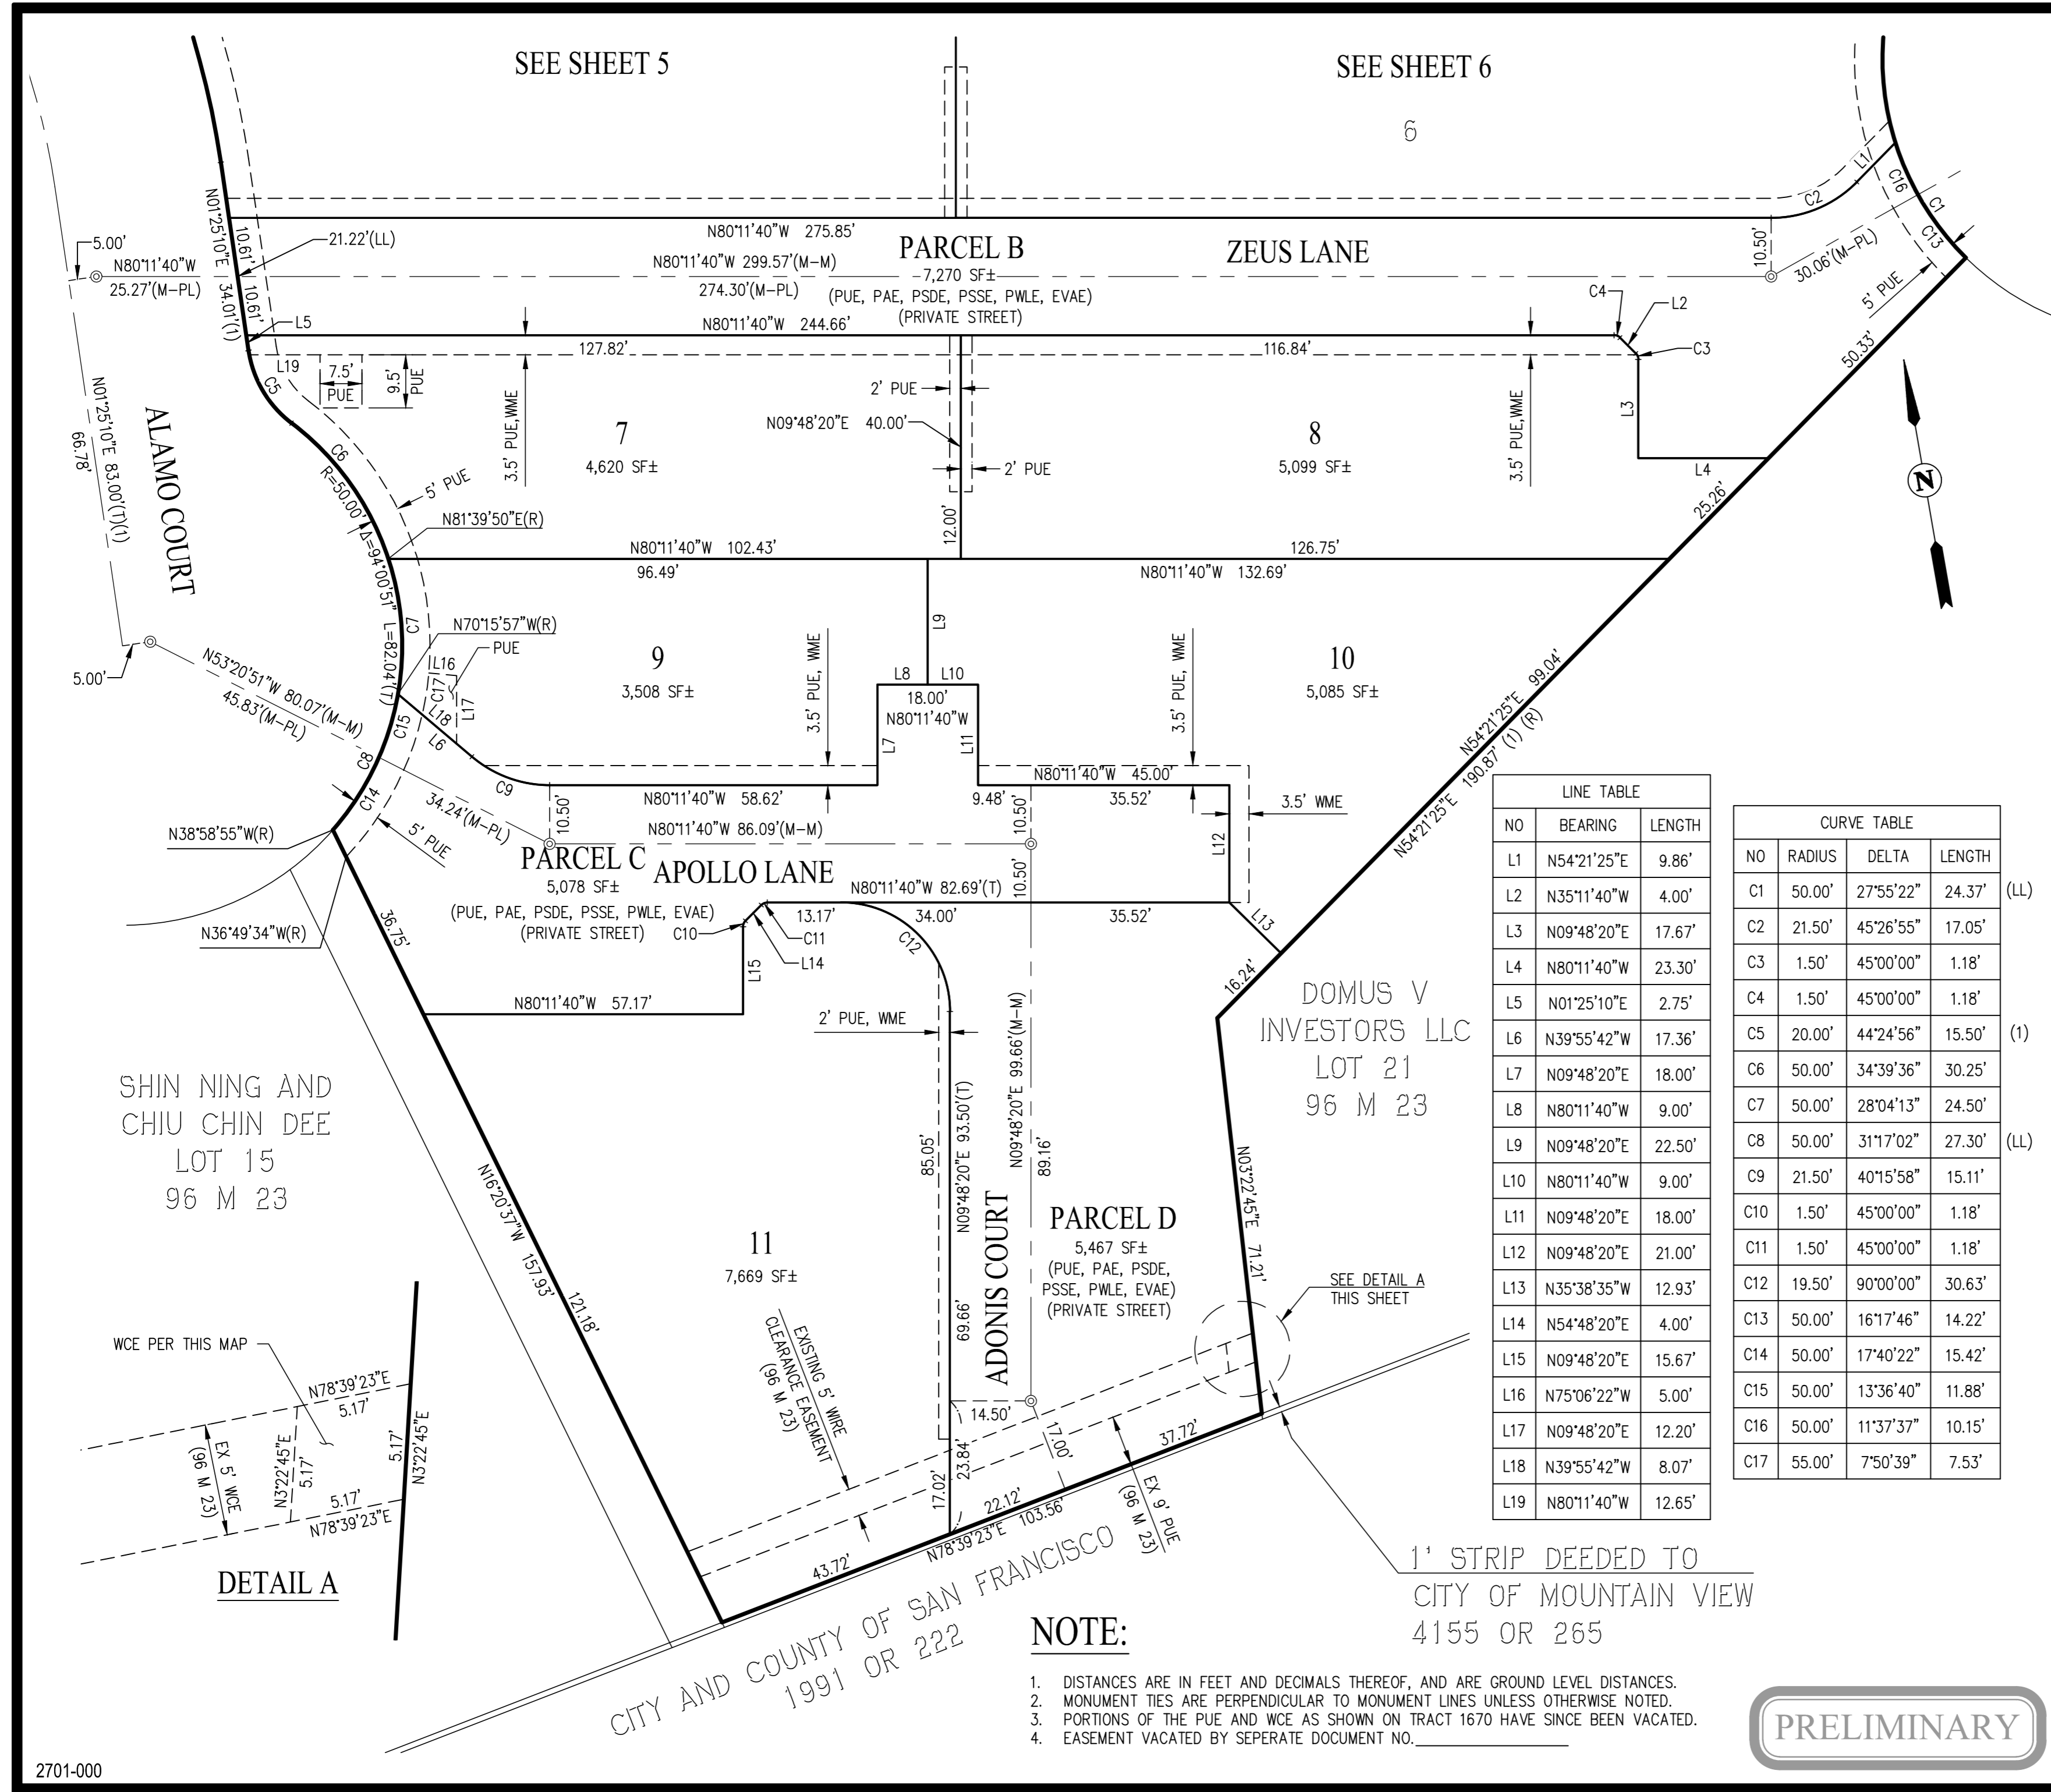 SEE SHEET 5
SEE SHEET 6
6
N01°25'10"E 34.01'(1)
10.61'
10.61'
21.22'(LL)
5.00'
N80°11'40"W
25.27'(M-PL)
N80°11'40"W 275.85'
N80°11'40"W 299.57'(M-M)
274.30'(M-PL)
PARCEL B
7,270 SF±
(PUE, PAE, PSDE, PSSE, PWLE, EVAE)
(PRIVATE STREET)
ZEUS LANE
10.50'
30.06'(M-PL)
C2
L1
C16
C1
C13
5' PUE
50.33'
C4
L2
C3
L5
N80°11'40"W 244.66'
127.82'
116.84'
L19
7.5'
PUE
9.5'
PUE
C5
C6
R=50.00'
Δ=94°00'51"
L=82.04'(T)
5' PUE
3.5' PUE,WME
7
4,620 SF±
2' PUE
N09°48'20"E 40.00'
2' PUE
12.00'
8
5,099 SF±
3.5' PUE,WME
L3
L4
25.26'
N
ALAMO COURT
N01°25'10"E 83.00'(T)(1)
66.78'
N81°39'50"E(R)
N80°11'40"W 102.43'
96.49'
126.75'
N80°11'40"W 132.69'
C7
N70°15'57"W(R)
PUE
L16
C17
L17
L18
L6
C15
C8
C14
C9
5.00'
N53°20'51"W 80.07'(M-M)
45.83'(M-PL)
34.24'(M-PL)
5' PUE
9
3,508 SF±
3.5' PUE, WME
L9
L8
L10
18.00'
N80°11'40"W
L7
L11
3.5' PUE, WME
10
5,085 SF±
N54°21'25"E 99.04'
N54°21'25"E 190.87' (1) (R)
N80°11'40"W 45.00'
9.48'
35.52'
3.5' WME
N80°11'40"W 58.62'
10.50'
N80°11'40"W 86.09'(M-M)
10.50'
10.50'
L12
N38°58'55"W(R)
N36°49'34"W(R)
PARCEL C
5,078 SF±
APOLLO LANE
(PUE, PAE, PSDE, PSSE, PWLE, EVAE)
(PRIVATE STREET)
N80°11'40"W 82.69'(T)
13.17'
34.00'
35.52'
L13
C10
C11
L14
L15
C12
16.24'
36.75'
N80°11'40"W 57.17'
2' PUE, WME
DOMUS V
INVESTORS LLC
LOT 21
96 M 23
SHIN NING AND
CHIU CHIN DEE
LOT 15
96 M 23
N16°20'37"W 157.93'
121.18'
11
7,669 SF±
85.05'
N09°48'20"E 93.50'(T)
69.66'
N09°48'20"E 99.66'(M-M)
89.16'
ADONIS COURT
PARCEL D
5,467 SF±
(PUE, PAE, PSDE,
PSSE, PWLE, EVAE)
(PRIVATE STREET)
N03°22'45"E 71.21'
SEE DETAIL A
THIS SHEET
EXISTING 5' WIRE
CLEARANCE EASEMENT
(96 M 23)
14.50'
17.00'
17.02'
23.84'
37.72'
22.12'
43.72'
N78°39'23"E 103.56'
EX 9' PUE
(96 M 23)
CITY AND COUNTY OF SAN FRANCISCO
1991 OR 222
1' STRIP DEEDED TO
CITY OF MOUNTAIN VIEW
4155 OR 265
WCE PER THIS MAP
N78°39'23"E
5.17'
EX 5' WCE
(96 M 23)
N3°22'45"E
5.17'
5.17'
N3°22'45"E
5.17'
N78°39'23"E
DETAIL A
LINE TABLE
NO BEARING LENGTH
L1 N54°21'25"E 9.86'
L2 N35°11'40"W 4.00'
L3 N09°48'20"E 17.67'
L4 N80°11'40"W 23.30'
L5 N01°25'10"E 2.75'
L6 N39°55'42"W 17.36'
L7 N09°48'20"E 18.00'
L8 N80°11'40"W 9.00'
L9 N09°48'20"E 22.50'
L10 N80°11'40"W 9.00'
L11 N09°48'20"E 18.00'
L12 N09°48'20"E 21.00'
L13 N35°38'35"W 12.93'
L14 N54°48'20"E 4.00'
L15 N09°48'20"E 15.67'
L16 N75°06'22"W 5.00'
L17 N09°48'20"E 12.20'
L18 N39°55'42"W 8.07'
L19 N80°11'40"W 12.65'
CURVE TABLE
NO RADIUS DELTA LENGTH
C1 50.00' 27°55'22" 24.37' (LL)
C2 21.50' 45°26'55" 17.05'
C3 1.50' 45°00'00" 1.18'
C4 1.50' 45°00'00" 1.18'
C5 20.00' 44°24'56" 15.50' (1)
C6 50.00' 34°39'36" 30.25'
C7 50.00' 28°04'13" 24.50'
C8 50.00' 31°17'02" 27.30' (LL)
C9 21.50' 40°15'58" 15.11'
C10 1.50' 45°00'00" 1.18'
C11 1.50' 45°00'00" 1.18'
C12 19.50' 90°00'00" 30.63'
C13 50.00' 16°17'46" 14.22'
C14 50.00' 17°40'22" 15.42'
C15 50.00' 13°36'40" 11.88'
C16 50.00' 11°37'37" 10.15'
C17 55.00' 7°50'39" 7.53'
NOTE:
1. DISTANCES ARE IN FEET AND DECIMALS THEREOF, AND ARE GROUND LEVEL DISTANCES.
2. MONUMENT TIES ARE PERPENDICULAR TO MONUMENT LINES UNLESS OTHERWISE NOTED.
3. PORTIONS OF THE PUE AND WCE AS SHOWN ON TRACT 1670 HAVE SINCE BEEN VACATED.
4. EASEMENT VACATED BY SEPERATE DOCUMENT NO.
PRELIMINARY
2701-000